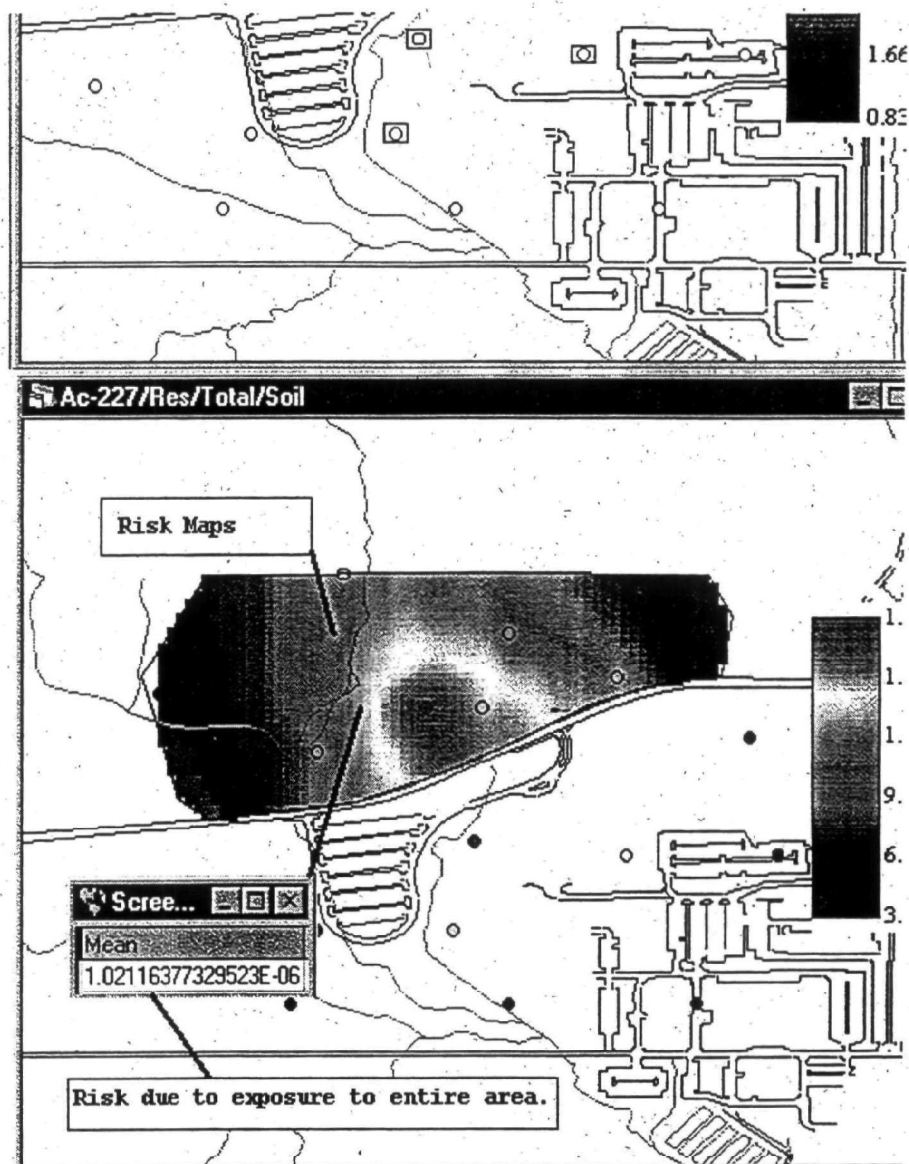 1.66
0.83
Ac-227/Res/Total/Soil
Risk Maps
1.
1.
1.
9.
6.
3.
Scree...
Mean
1.02116377329523E-06
Risk due to exposure to entire area.